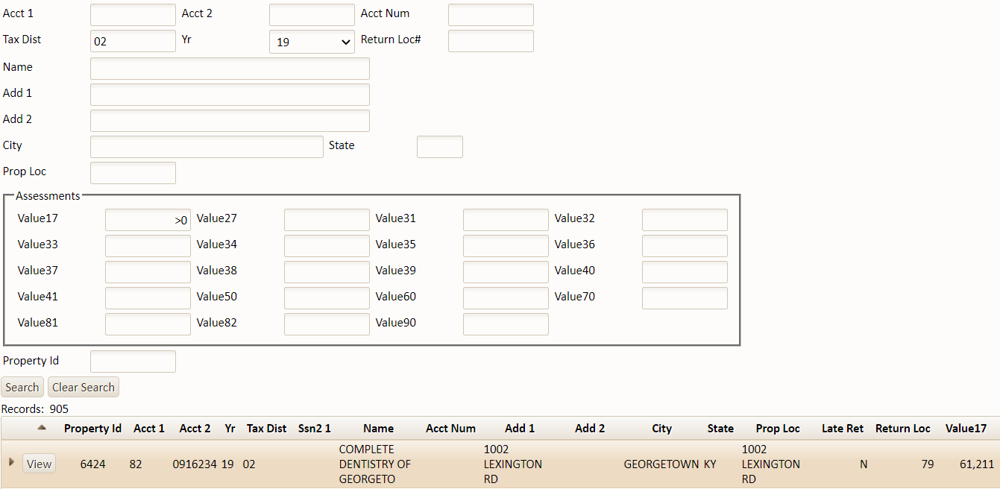 Acct 1 Acct 2 Acct Num
Tax Dist 02 Yr 19 Return Loc#
Name
Add 1
Add 2
City State
Prop Loc
Assessments
Value17 >0 Value27 Value31 Value32
Value33 Value34 Value35 Value36
Value37 Value38 Value39 Value40
Value41 Value50 Value60 Value70
Value81 Value82 Value90
Property Id
Search Clear Search
Records: 905
Property Id Acct 1 Acct 2 Yr Tax Dist Ssn2 1 Name Acct Num Add 1 Add 2 City State Prop Loc Late Ret Return Loc Value17
COMPLETE 1002 1002
View 6424 82 0916234 19 02 DENTISTRY OF LEXINGTON GEORGETOWN KY LEXINGTON N 79 61,211
GEORGETO RD RD